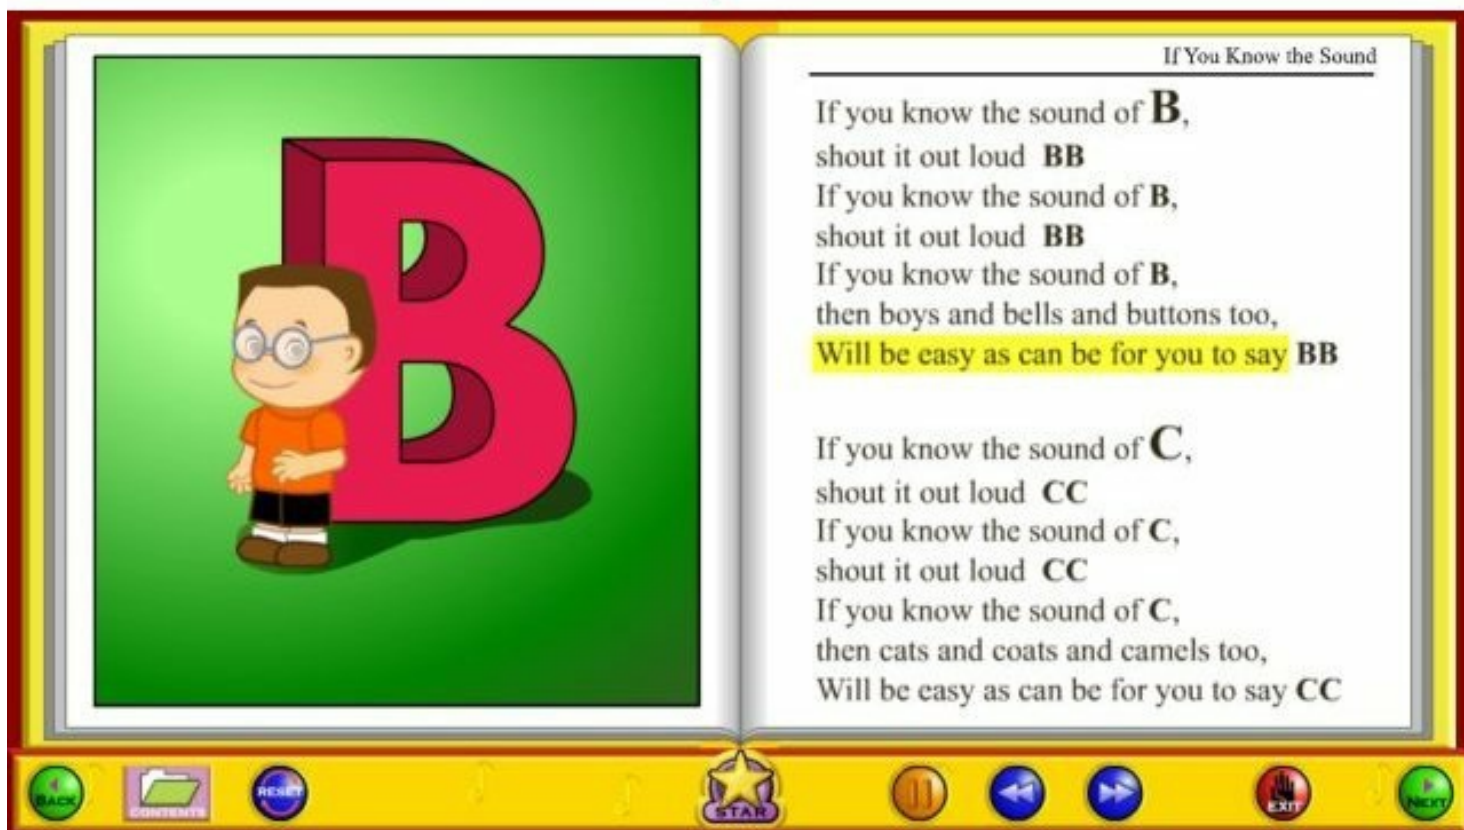 If You Know the Sound
B
If you know the sound of B,
shout it out loud BB
If you know the sound of B,
shout it out loud BB
If you know the sound of B,
then boys and bells and buttons too,
Will be easy as can be for you to say BB
If you know the sound of C,
shout it out loud CC
If you know the sound of C,
shout it out loud CC
If you know the sound of C,
then cats and coats and camels too,
Will be easy as can be for you to say CC
BACK
CONTENTS
RESET
STAR
EXIT
NEXT